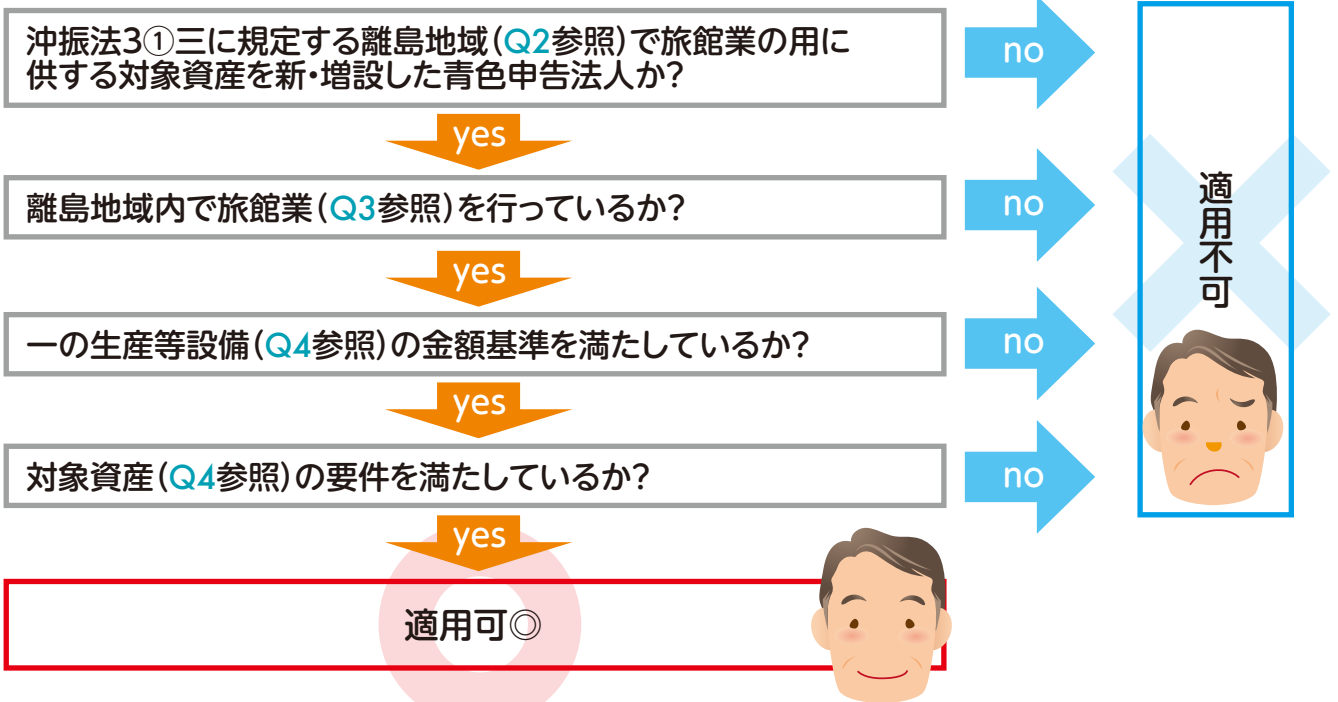 沖振法3①三に規定する離島地域(Q2参照)で旅館業の用に
供する対象資産を新・増設した青色申告法人か?
no
yes
離島地域内で旅館業(Q3参照)を行っているか?
no
yes
一の生産等設備(Q4参照)の金額基準を満たしているか?
no
yes
対象資産(Q4参照)の要件を満たしているか?
no
yes
適用可◎
適用不可